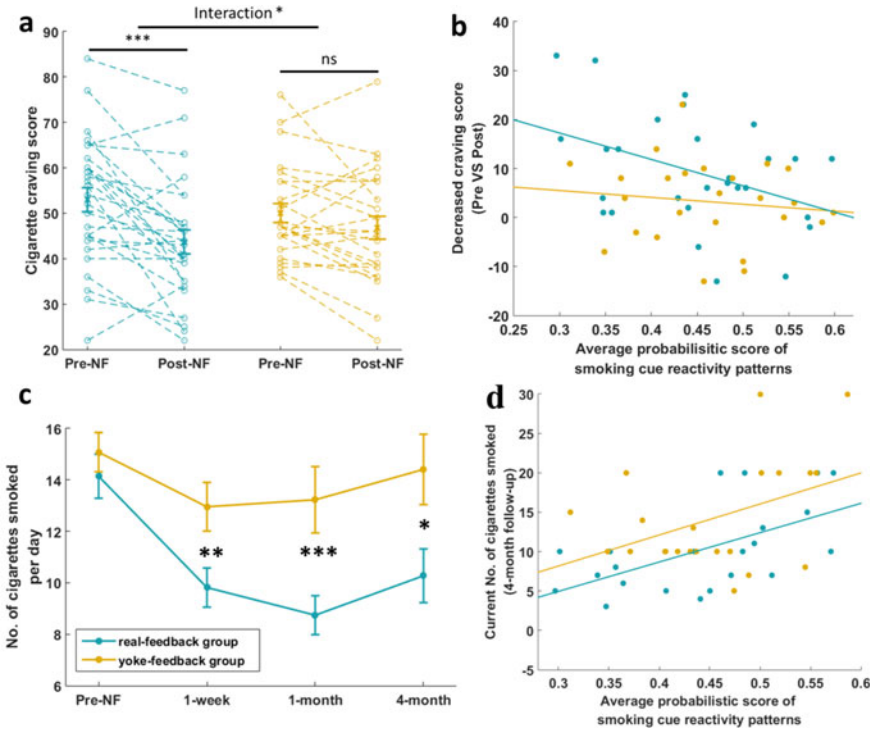 a
Interaction *
***
ns
Cigarette craving score
90
80
70
60
50
40
30
20
Pre-NF Post-NF Pre-NF Post-NF
b
Decreased craving score
(Pre VS Post)
40
30
20
10
0
-10
-20
0.25 0.3 0.35 0.4 0.45 0.5 0.55 0.6
Average probabilisitic score of
smoking cue reactivity patterns
c
No. of cigarettes smoked
per day
16
14
12
10
8
6
** *** *
real-feedback group
yoke-feedback group
Pre-NF 1-week 1-month 4-month
d
Current No. of cigarettes smoked
(4-month follow-up)
30
25
20
15
10
5
0
-5
0.3 0.35 0.4 0.45 0.5 0.55 0.6
Average probabilistic score of
smoking cue reactivity patterns